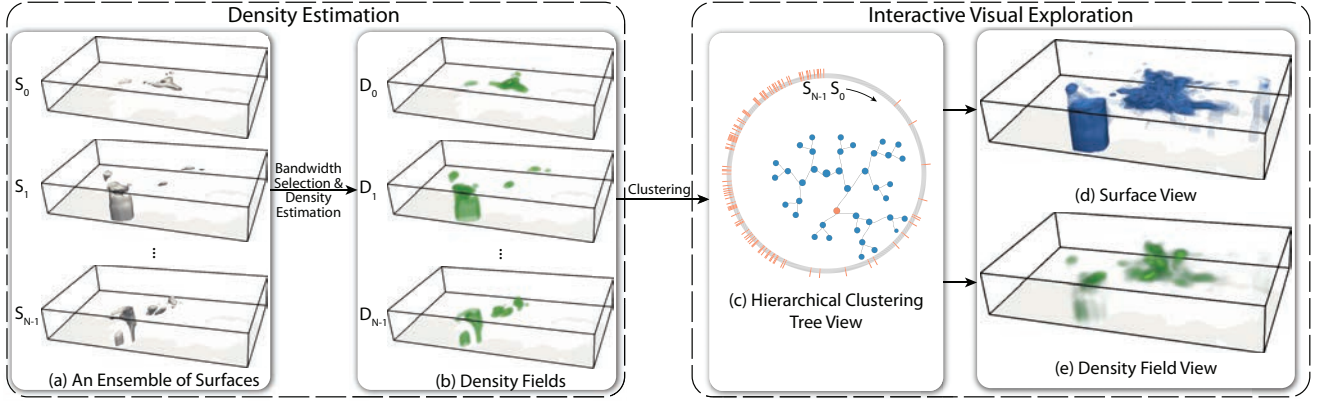 Density Estimation
S0
S1
⋮
SN-1
(a) An Ensemble of Surfaces
Bandwidth
Selection &
Density
Estimation
D0
D1
⋮
DN-1
(b) Density Fields
Clustering
Interactive Visual Exploration
SN-1 S0
(c) Hierarchical Clustering
Tree View
(d) Surface View
(e) Density Field View